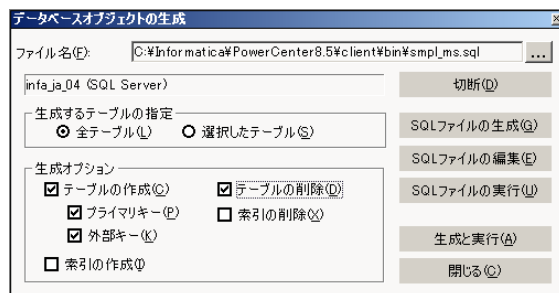 データベースオブジェクトの生成
ファイル名(F): C:¥Informatica¥PowerCenter8.5¥client¥bin¥smpl_ms.sql ...
infa_ja_04 (SQL Server) 切断(D)
生成するテーブルの指定
全テーブル(L) 選択したテーブル(S)
SQLファイルの生成(G)
SQLファイルの編集(E)
SQLファイルの実行(U)
生成オプション
テーブルの作成(C) テーブルの削除(D)
プライマリキー(P) 索引の削除(X)
外部キー(K)
索引の作成(I)
生成と実行(A)
閉じる(C)